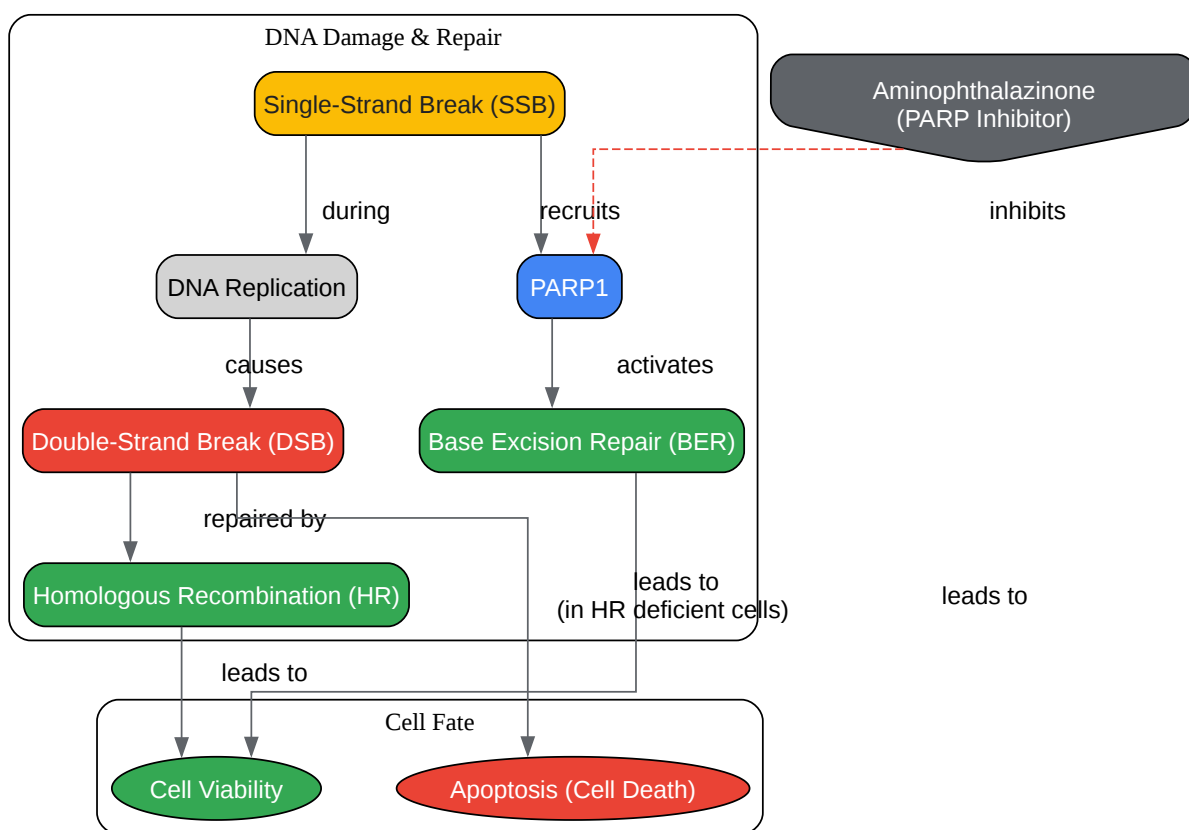 DNA Damage & Repair
Single-Strand Break (SSB)
Aminophthalazinone
(PARP Inhibitor)
during
recruits
inhibits
DNA Replication
PARP1
causes
activates
Double-Strand Break (DSB)
Base Excision Repair (BER)
repaired by
Homologous Recombination (HR)
leads to
(in HR deficient cells)
leads to
leads to
Cell Fate
Cell Viability
Apoptosis (Cell Death)